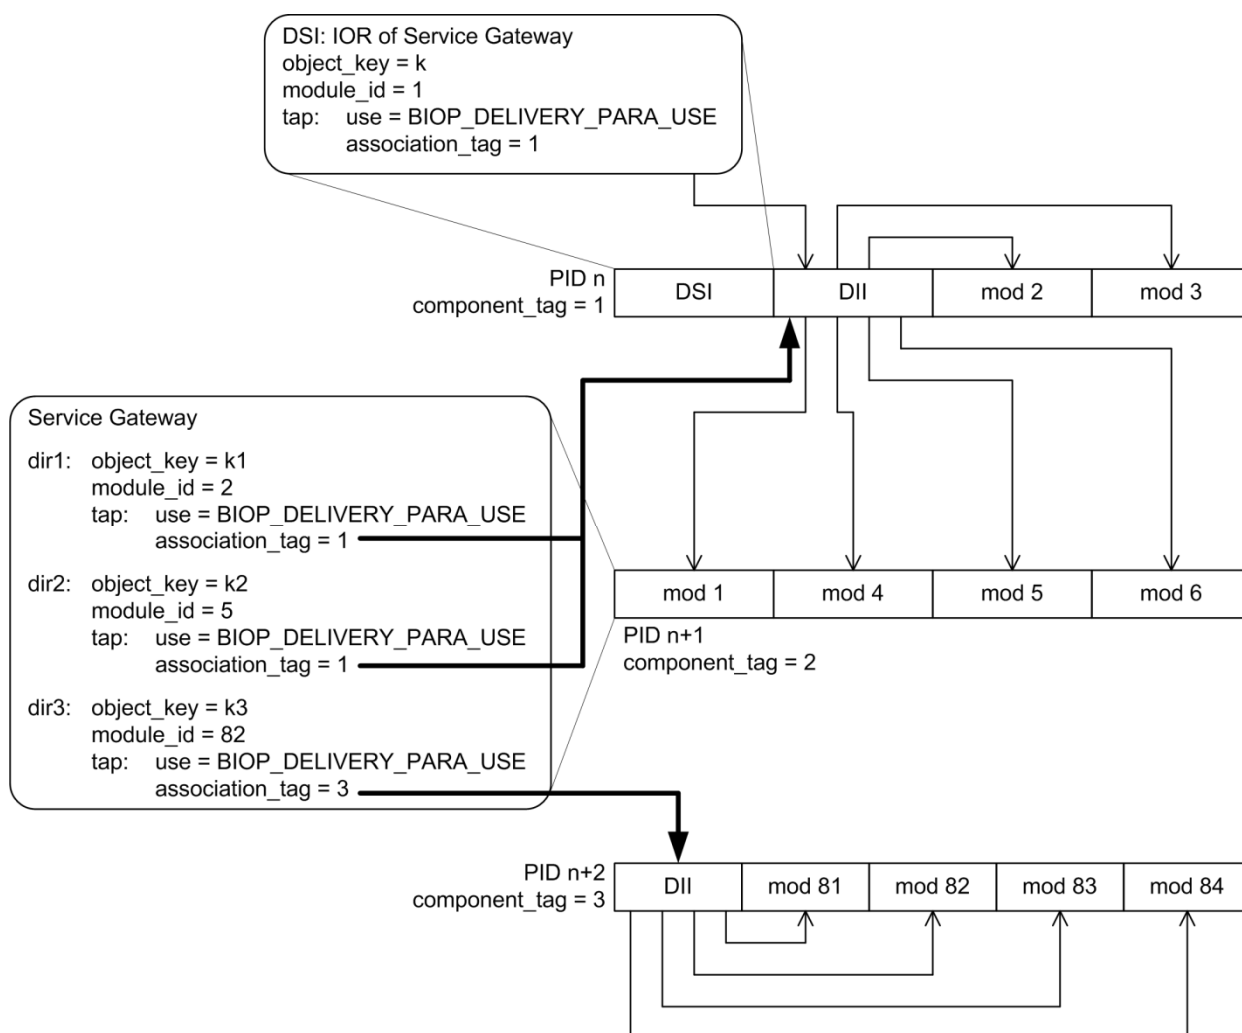 DSI: IOR of Service Gateway
object_key = k
module_id = 1
tap: use = BIOP_DELIVERY_PARA_USE
association_tag = 1
PID n
component_tag = 1
DSI
DII
mod 2
mod 3
Service Gateway
dir1: object_key = k1
module_id = 2
tap: use = BIOP_DELIVERY_PARA_USE
association_tag = 1
dir2: object_key = k2
module_id = 5
tap: use = BIOP_DELIVERY_PARA_USE
association_tag = 1
dir3: object_key = k3
module_id = 82
tap: use = BIOP_DELIVERY_PARA_USE
association_tag = 3
mod 1
mod 4
mod 5
mod 6
PID n+1
component_tag = 2
PID n+2
component_tag = 3
DII
mod 81
mod 82
mod 83
mod 84